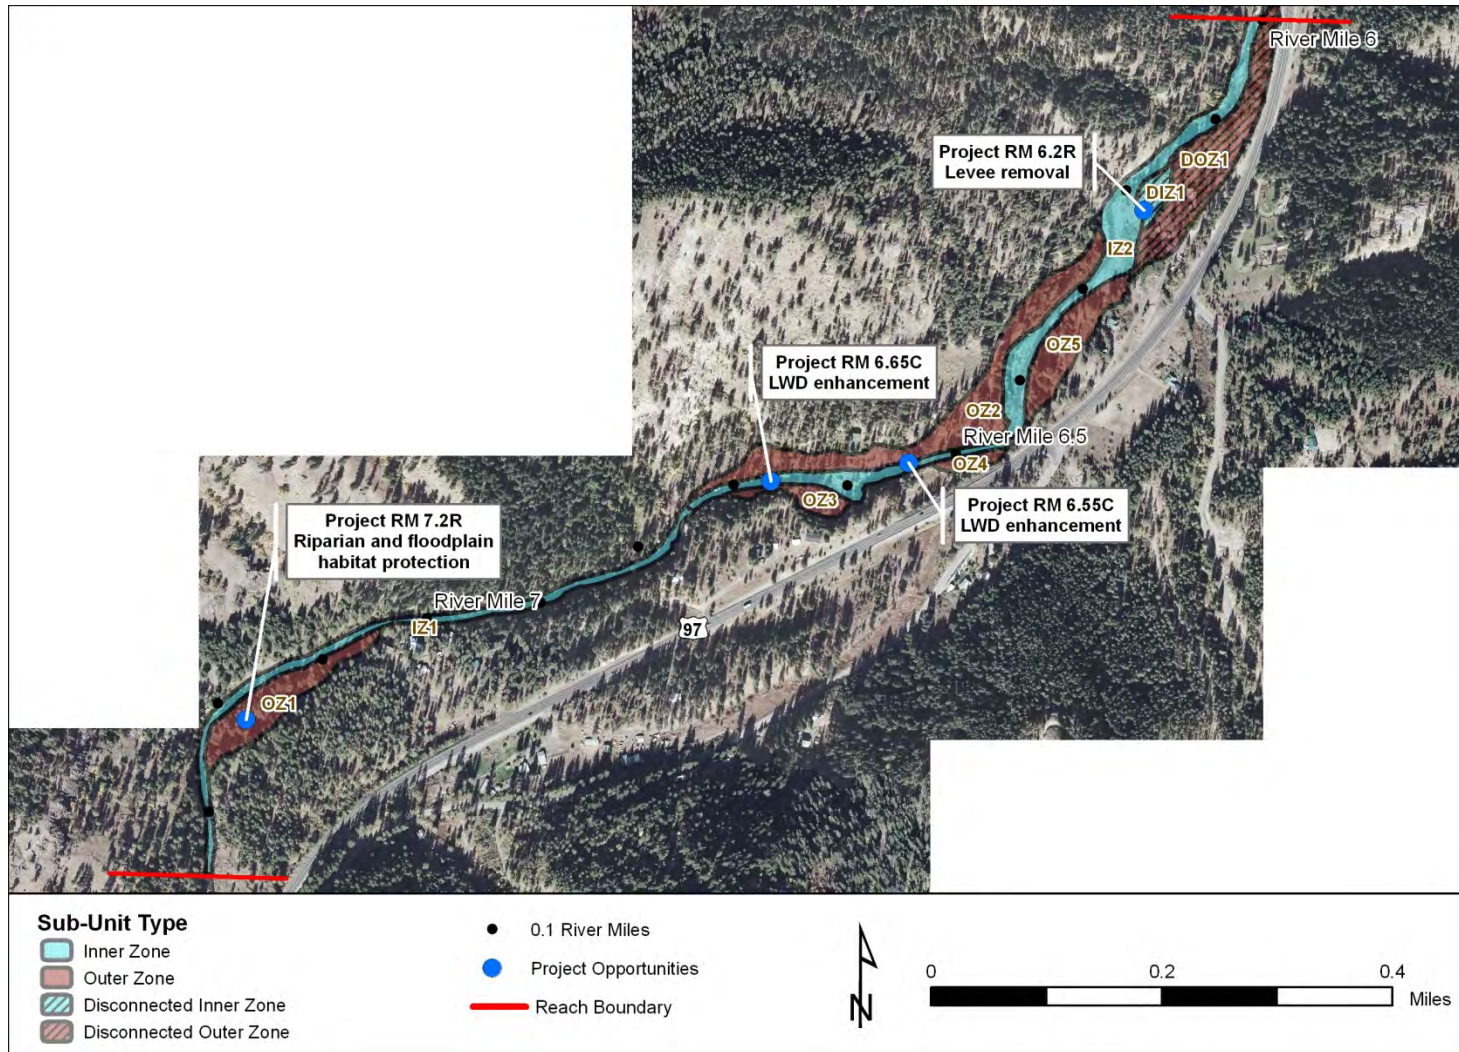 River Mile 6
Project RM 6.2R
Levee removal
DOZ1
DIZ1
IZ2
OZ5
Project RM 6.65C
LWD enhancement
OZ2
River Mile 6.5
OZ4
OZ3
Project RM 6.55C
LWD enhancement
Project RM 7.2R
Riparian and floodplain
habitat protection
River Mile 7
IZ1
97
OZ1
Sub-Unit Type
Inner Zone
Outer Zone
Disconnected Inner Zone
Disconnected Outer Zone
0.1 River Miles
Project Opportunities
Reach Boundary
N
0 0.2 0.4
Miles